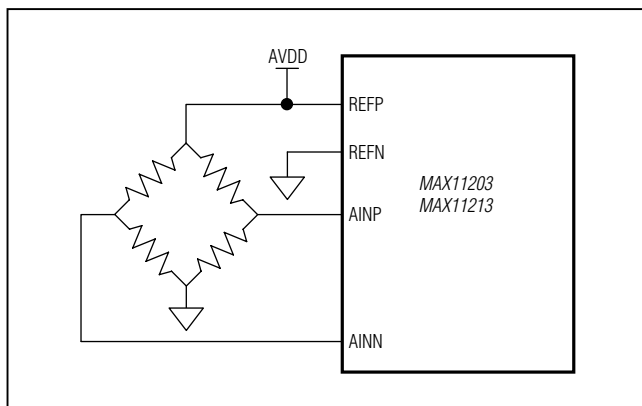 AVDD
REFP
REFN
MAX11203
MAX11213
AINP
AINN